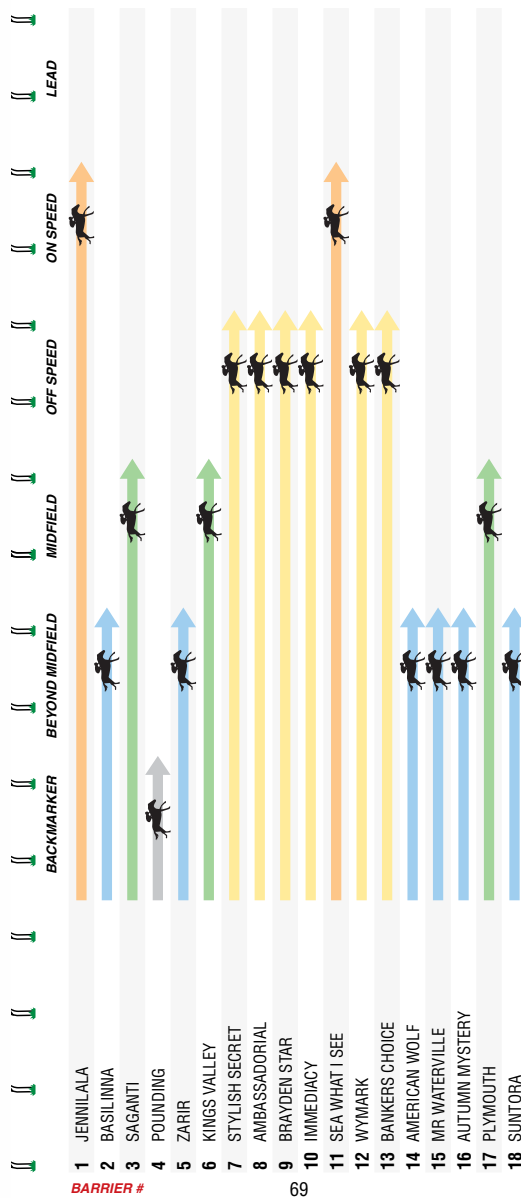 BACKMARKER BEYOND MIDFIELD MIDFIELD OFF SPEED ON SPEED LEAD
1 JENNILALA
2 BASILINNA
3 SAGANTI
4 POUNDING
5 ZARIR
6 KINGS VALLEY
7 STYLISH SECRET
8 AMBASSADORIAL
9 BRAYDEN STAR
10 IMMEDIACY
11 SEA WHAT I SEE
12 WYMARK
13 BANKERS CHOICE
14 AMERICAN WOLF
15 MR WATERVILLE
16 AUTUMN MYSTERY
17 PLYMOUTH
18 SUNTORA
BARRIER #
69